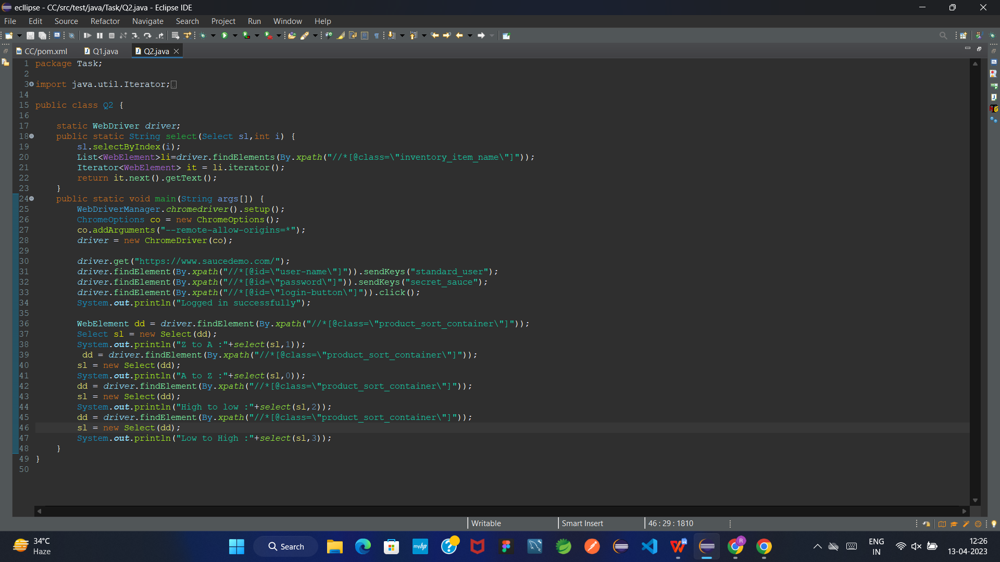 ecllipse - CC/src/test/java/Task/Q2.java - Eclipse IDE
File Edit Source Refactor Navigate Search Project Run Window Help
CC/pom.xml Q1.java Q2.java
1 package Task;
2
3 import java.util.Iterator;
14
15 public class Q2 {
16
17 static WebDriver driver;
18 public static String select(Select sl,int i) {
19 sl.selectByIndex(i);
20 List<WebElement>li=driver.findElements(By.xpath("//*[@class=\"inventory_item_name\"]"));
21 Iterator<WebElement> it = li.iterator();
22 return it.next().getText();
23 }
24 public static void main(String args[]) {
25 WebDriverManager.chromedriver().setup();
26 ChromeOptions co = new ChromeOptions();
27 co.addArguments("--remote-allow-origins=*");
28 driver = new ChromeDriver(co);
29
30 driver.get("https://www.saucedemo.com/");
31 driver.findElement(By.xpath("//*[@id=\"user-name\"]")).sendKeys("standard_user");
32 driver.findElement(By.xpath("//*[@id=\"password\"]")).sendKeys("secret_sauce");
33 driver.findElement(By.xpath("//*[@id=\"login-button\"]")).click();
34 System.out.println("Logged in successfully");
35
36 WebElement dd = driver.findElement(By.xpath("//*[@class=\"product_sort_container\"]"));
37 Select sl = new Select(dd);
38 System.out.println("Z to A :"+select(sl,1));
39 dd = driver.findElement(By.xpath("//*[@class=\"product_sort_container\"]"));
40 sl = new Select(dd);
41 System.out.println("A to Z :"+select(sl,0));
42 dd = driver.findElement(By.xpath("//*[@class=\"product_sort_container\"]"));
43 sl = new Select(dd);
44 System.out.println("High to low :"+select(sl,2));
45 dd = driver.findElement(By.xpath("//*[@class=\"product_sort_container\"]"));
46 sl = new Select(dd);
47 System.out.println("Low to High :"+select(sl,3));
48 }
49 }
50
Writable Smart Insert 46 : 29 : 1810
34°C
Haze
Search
myhp
ENG
IN
12:26
13-04-2023